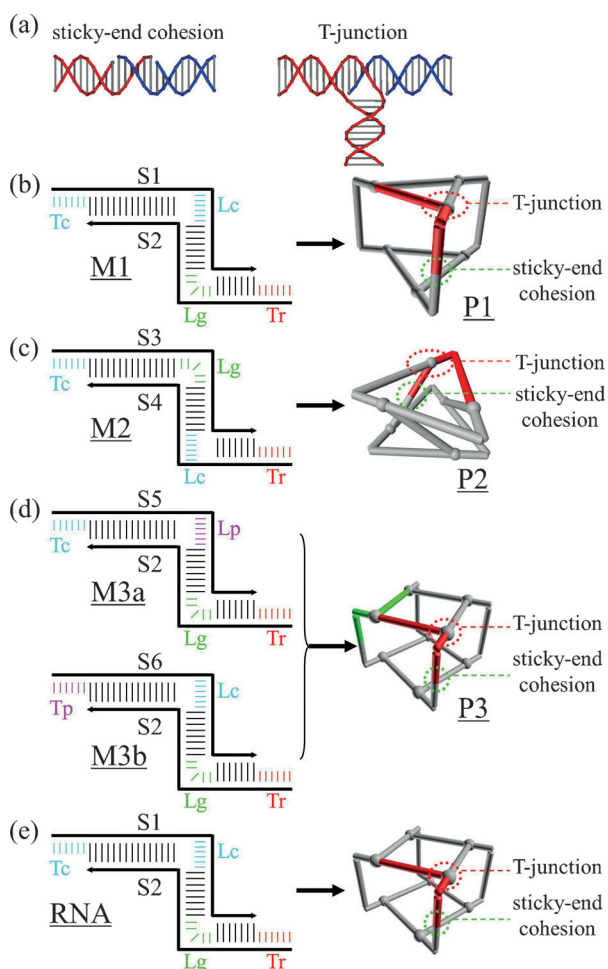 (a)
sticky-end cohesion
T-junction
(b)
S1
Tc
Lc
S2
M1
Lg
Tr
T-junction
sticky-end
cohesion
P1
(c)
S3
Tc
Lg
S4
M2
Lc
Tr
T-junction
sticky-end
cohesion
P2
(d)
S5
Tc
Lp
S2
M3a
Lg
Tr
S6
Tp
Lc
S2
M3b
Lg
Tr
T-junction
sticky-end
cohesion
P3
(e)
S1
Tc
Lc
S2
RNA
Lg
Tr
T-junction
sticky-end
cohesion